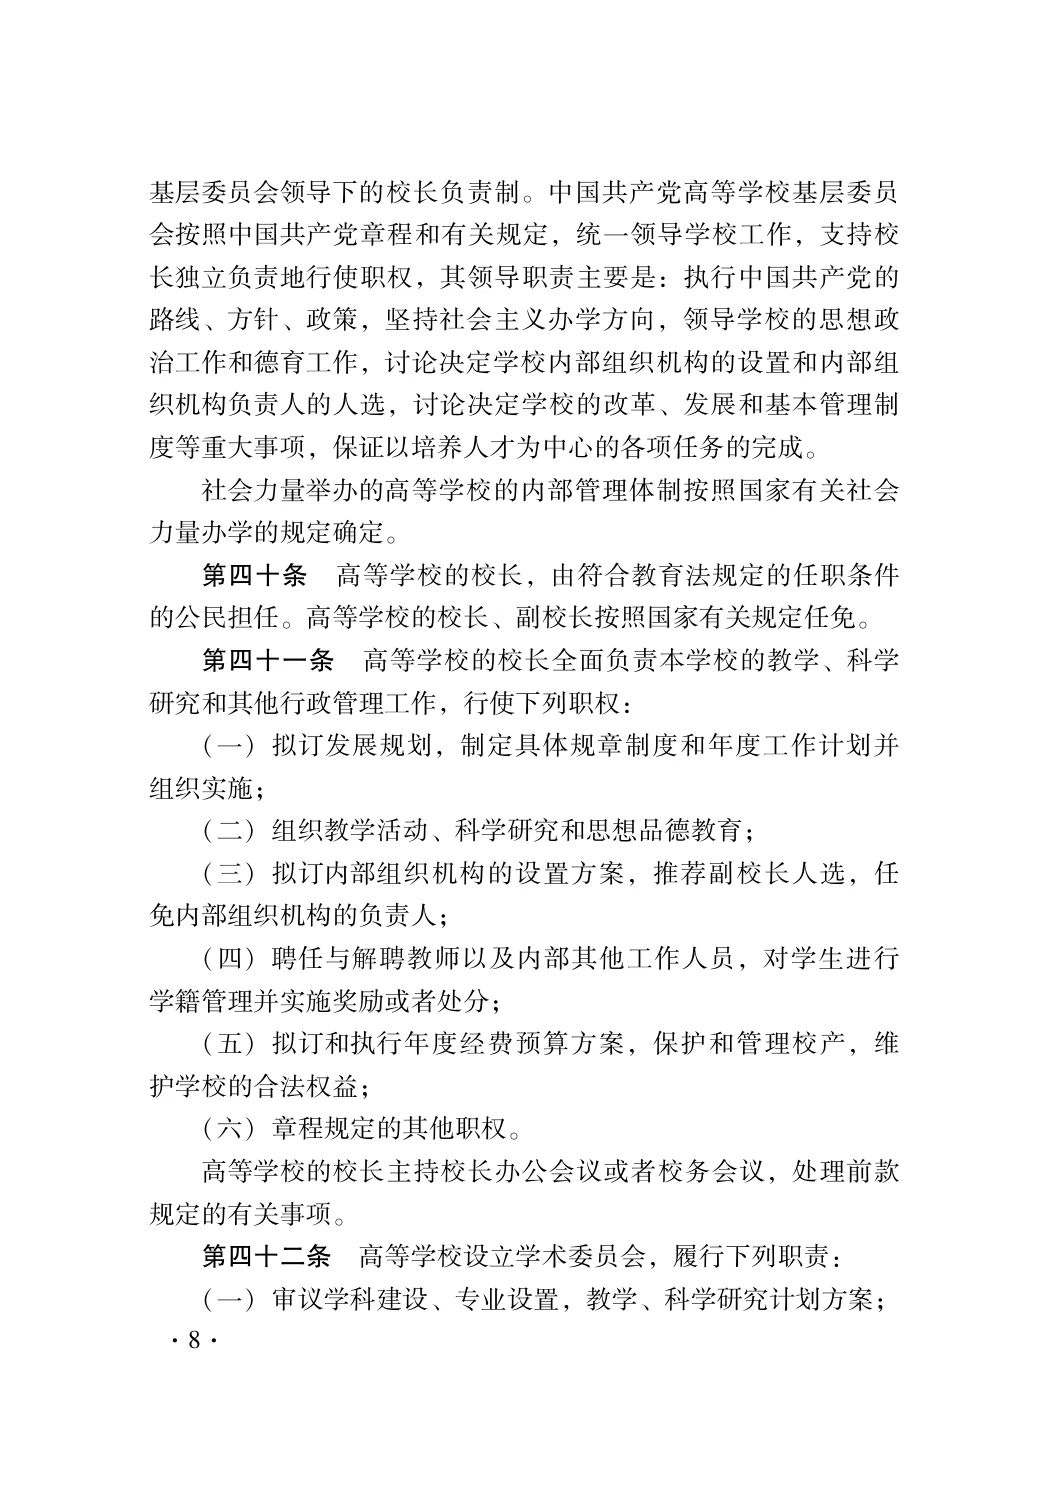 基层委员会领导下的校长负责制。中国共产党高等学校基层委员
会按照中国共产党章程和有关规定，统一领导学校工作，支持校
长独立负责地行使职权，其领导职责主要是：执行中国共产党的
路线、方针、政策，坚持社会主义办学方向，领导学校的思想政
治工作和德育工作，讨论决定学校内部组织机构的设置和内部组
织机构负责人的人选，讨论决定学校的改革、发展和基本管理制
度等重大事项，保证以培养人才为中心的各项任务的完成。
社会力量举办的高等学校的内部管理体制按照国家有关社会
力量办学的规定确定。
第四十条　高等学校的校长，由符合教育法规定的任职条件
的公民担任。高等学校的校长、副校长按照国家有关规定任免。
第四十一条　高等学校的校长全面负责本学校的教学、科学
研究和其他行政管理工作，行使下列职权：
（一）拟订发展规划，制定具体规章制度和年度工作计划并
组织实施；
（二）组织教学活动、科学研究和思想品德教育；
（三）拟订内部组织机构的设置方案，推荐副校长人选，任
免内部组织机构的负责人；
（四）聘任与解聘教师以及内部其他工作人员，对学生进行
学籍管理并实施奖励或者处分；
（五）拟订和执行年度经费预算方案，保护和管理校产，维
护学校的合法权益；
（六）章程规定的其他职权。
高等学校的校长主持校长办公会议或者校务会议，处理前款
规定的有关事项。
第四十二条　高等学校设立学术委员会，履行下列职责：
（一）审议学科建设、专业设置，教学、科学研究计划方案；
·8·